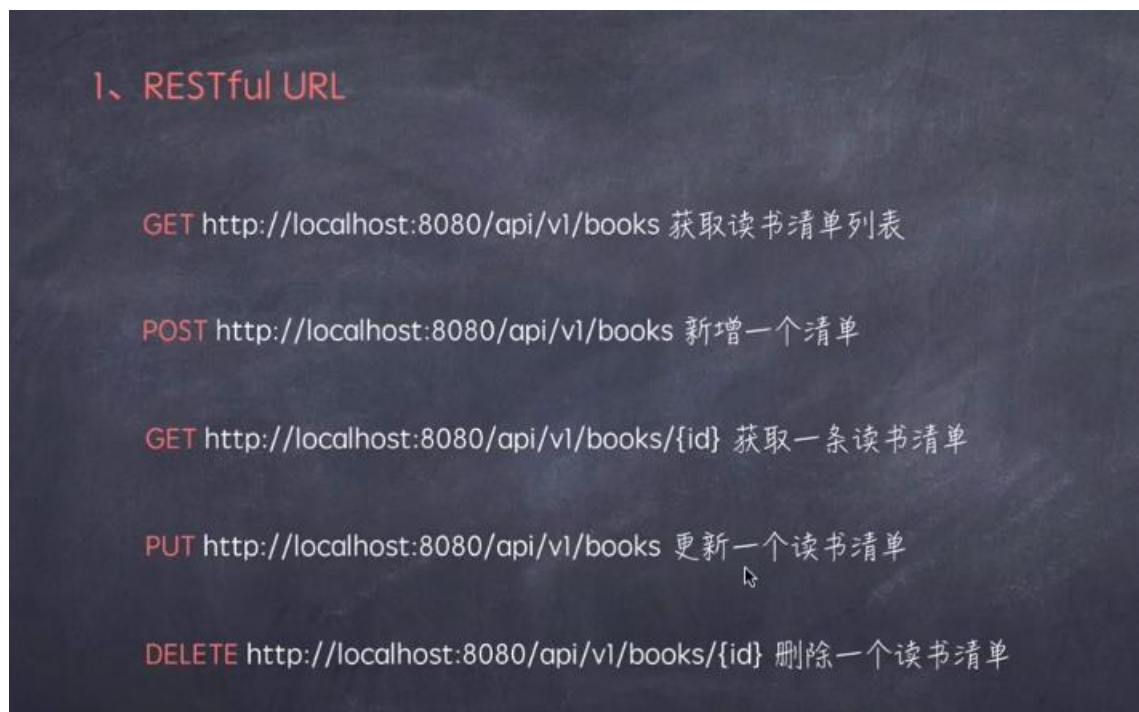 1、RESTful URL
GET http://localhost:8080/api/v1/books 获取读书清单列表
POST http://localhost:8080/api/v1/books 新增一个清单
GET http://localhost:8080/api/v1/books/{id} 获取一条读书清单
PUT http://localhost:8080/api/v1/books 更新一个读书清单
DELETE http://localhost:8080/api/v1/books/{id} 删除一个读书清单